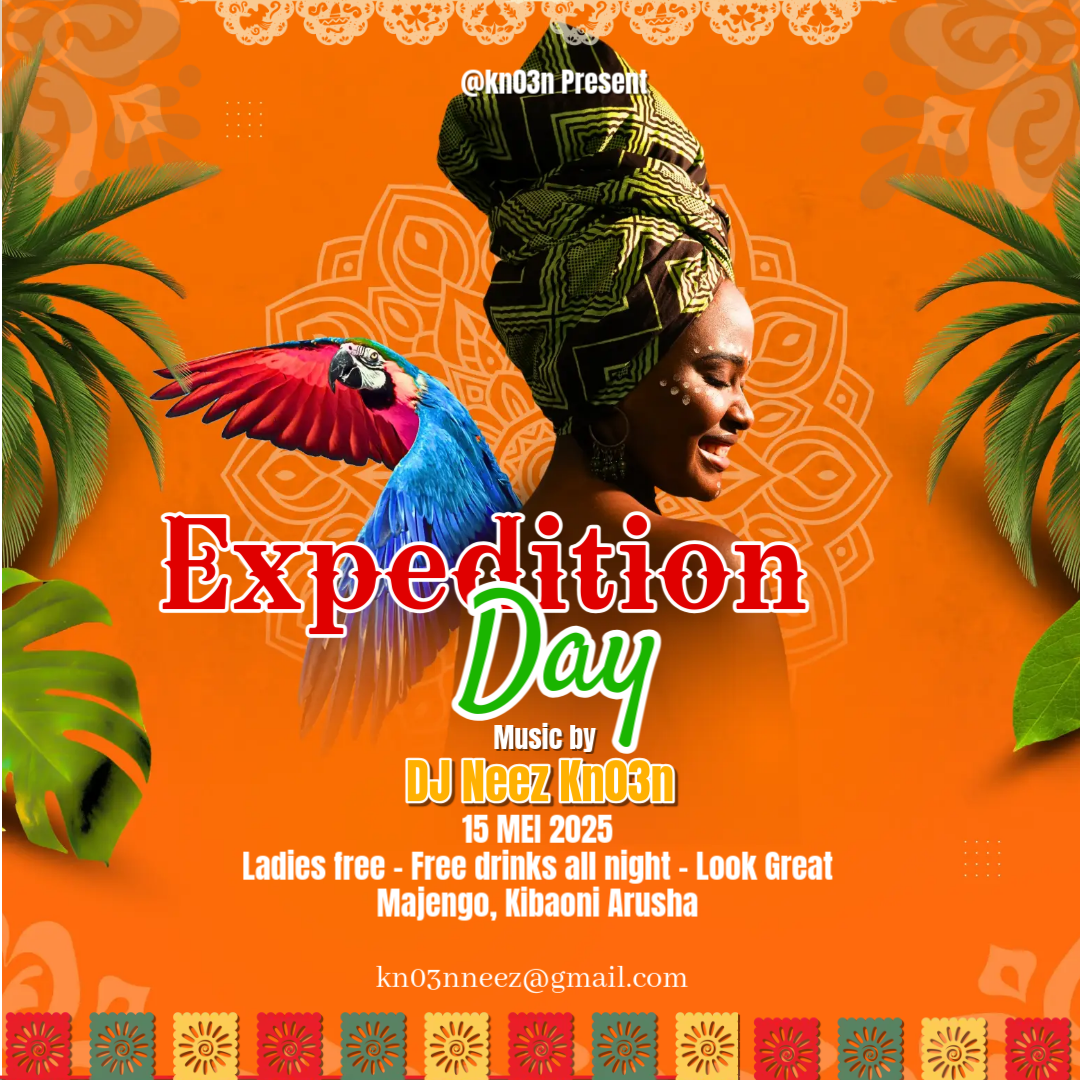 @kn03n Present
Expedition
Day
Music by
DJ Neez Kn03n
15 MEI 2025
Ladies free - Free drinks all night - Look Great
Majengo, Kibaoni Arusha
kn03nneez@gmail.com